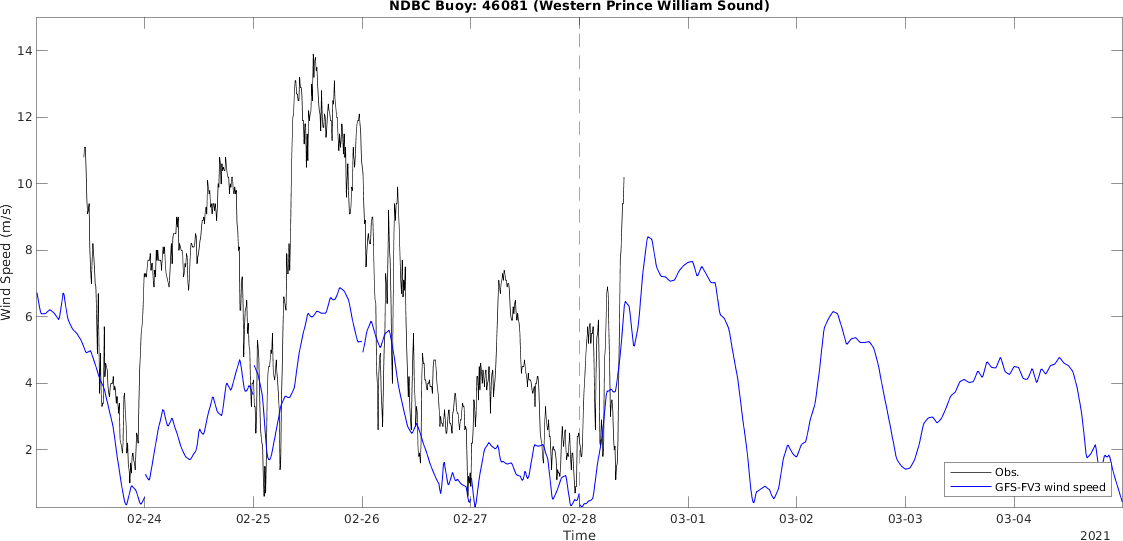 NDBC Buoy: 46081 (Western Prince William Sound)
14
12
10
8
6
4
2
Wind Speed (m/s)
Obs.
GFS-FV3 wind speed
02-24 02-25 02-26 02-27 02-28 03-01 03-02 03-03 03-04
Time
2021